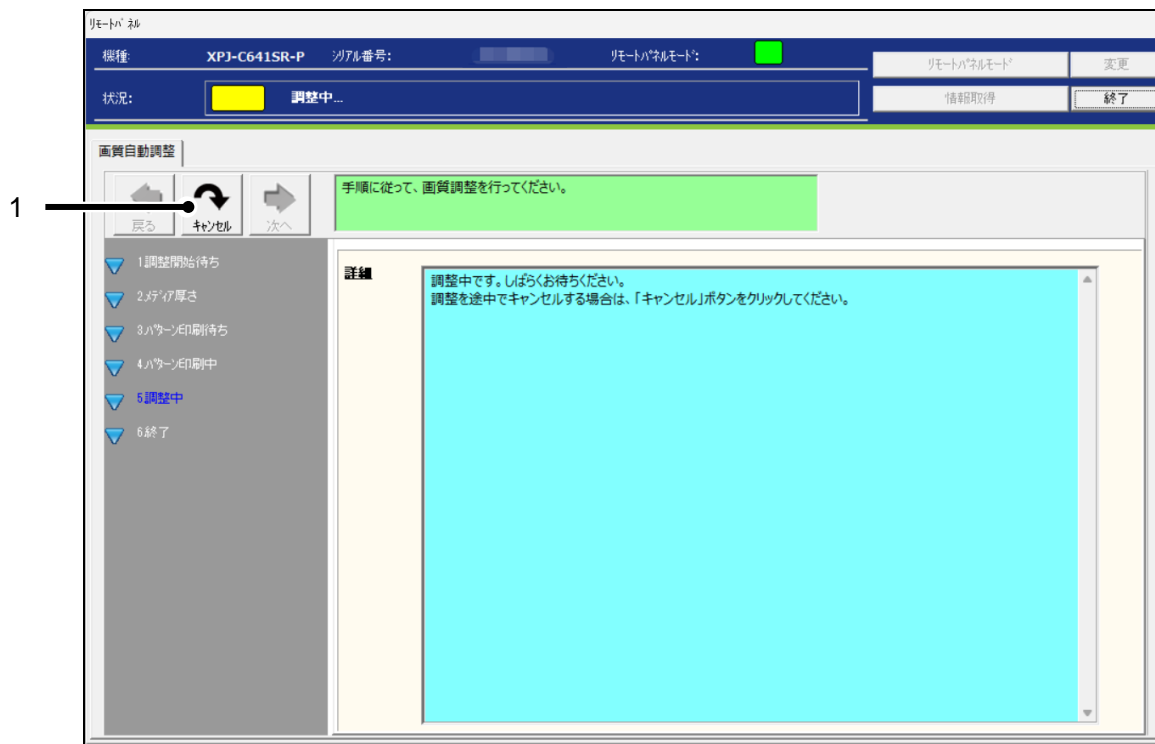 リモートパネル
機種: XPJ-C641SR-P シリアル番号: リモートパネルモード:
リモートパネルモード 変更
状況: 調整中...
情報取得 終了
画質自動調整
1
戻る キャンセル 次へ
手順に従って、画質調整を行ってください。
1調整開始待ち
2メディア厚さ
3パターン印刷待ち
4パターン印刷中
5調整中
6終了
詳細
調整中です。しばらくお待ちください。
調整を途中でキャンセルする場合は、「キャンセル」ボタンをクリックしてください。